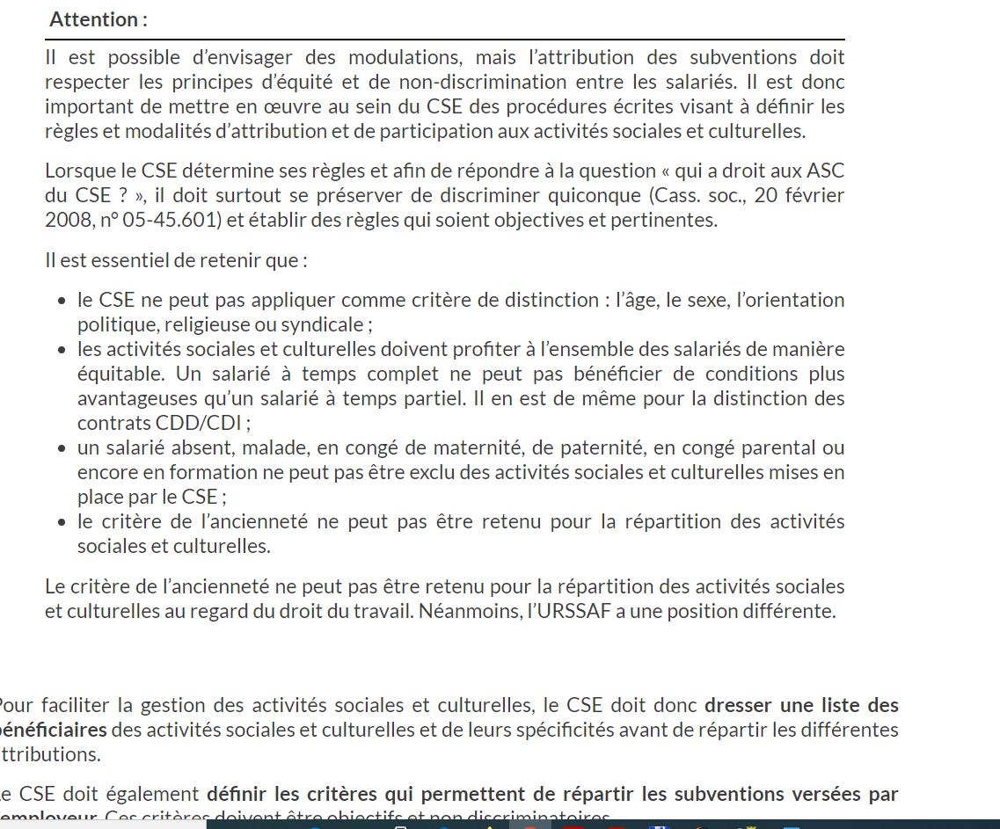 Attention :
Il est possible d’envisager des modulations, mais l’attribution des subventions doit
respecter les principes d’équité et de non-discrimination entre les salariés. Il est donc
important de mettre en œuvre au sein du CSE des procédures écrites visant à définir les
règles et modalités d’attribution et de participation aux activités sociales et culturelles.
Lorsque le CSE détermine ses règles et afin de répondre à la question « qui a droit aux ASC
du CSE ? », il doit surtout se préserver de discriminer quiconque (Cass. soc., 20 février
2008, n° 05-45.601) et établir des règles qui soient objectives et pertinentes.
Il est essentiel de retenir que :
• le CSE ne peut pas appliquer comme critère de distinction : l’âge, le sexe, l’orientation
politique, religieuse ou syndicale ;
• les activités sociales et culturelles doivent profiter à l’ensemble des salariés de manière
équitable. Un salarié à temps complet ne peut pas bénéficier de conditions plus
avantageuses qu’un salarié à temps partiel. Il en est de même pour la distinction des
contrats CDD/CDI ;
• un salarié absent, malade, en congé de maternité, de paternité, en congé parental ou
encore en formation ne peut pas être exclu des activités sociales et culturelles mises en
place par le CSE ;
• le critère de l’ancienneté ne peut pas être retenu pour la répartition des activités
sociales et culturelles.
Le critère de l’ancienneté ne peut pas être retenu pour la répartition des activités sociales
et culturelles au regard du droit du travail. Néanmoins, l’URSSAF a une position différente.
Pour faciliter la gestion des activités sociales et culturelles, le CSE doit donc dresser une liste des
bénéficiaires des activités sociales et culturelles et de leurs spécificités avant de répartir les différentes
ttributions.
Le CSE doit également définir les critères qui permettent de répartir les subventions versées par
l’employeur. Ces critères doivent être objectifs et non discriminatoires